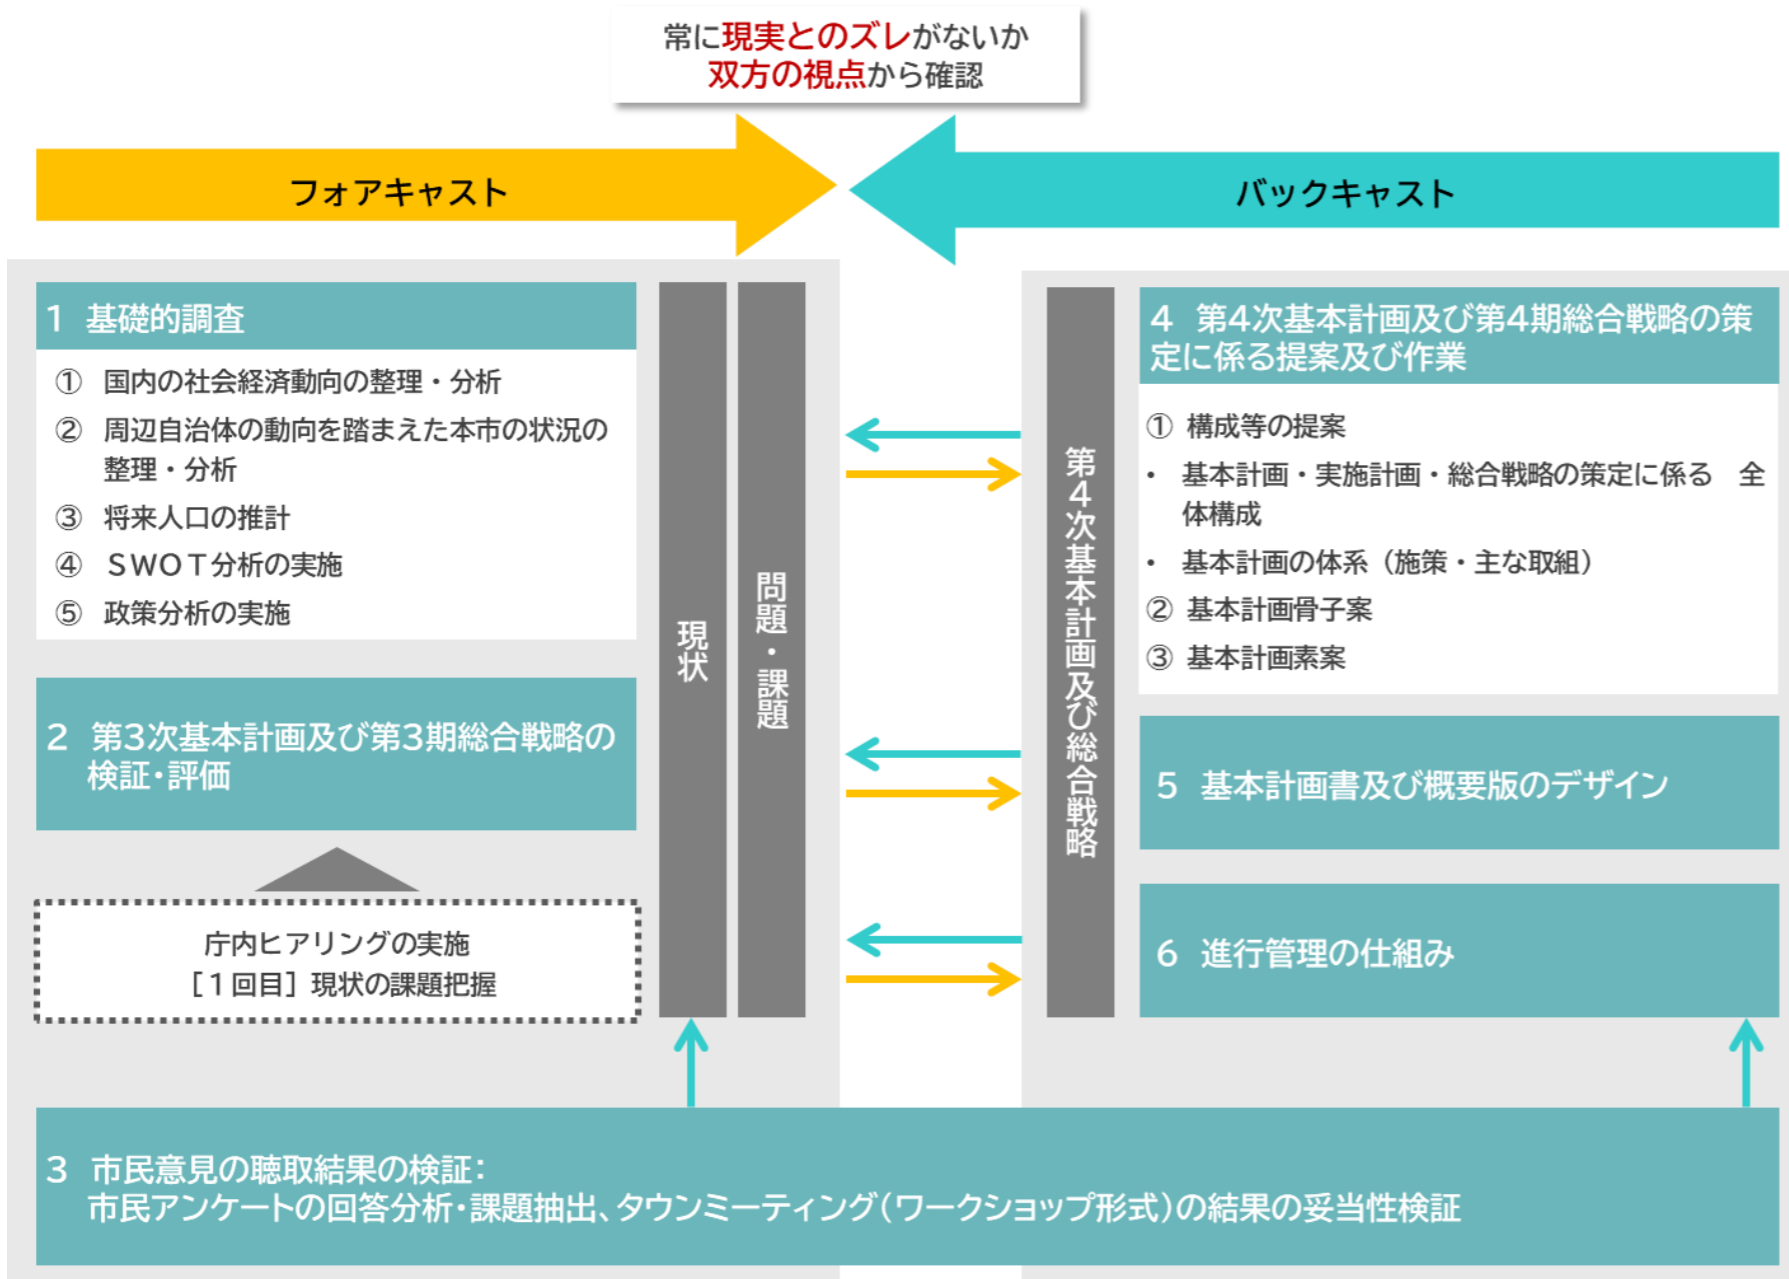 常に現実とのズレがないか
双方の視点から確認
フォアキャスト
バックキャスト
1 基礎的調査
① 国内の社会経済動向の整理・分析
② 周辺自治体の動向を踏まえた本市の状況の
整理・分析
③ 将来人口の推計
④ ＳＷＯＴ分析の実施
⑤ 政策分析の実施
2 第3次基本計画及び第3期総合戦略の
検証・評価
庁内ヒアリングの実施
［１回目］現状の課題把握
現状
問題・課題
第4次基本計画及び総合戦略
4 第4次基本計画及び第4期総合戦略の策
定に係る提案及び作業
① 構成等の提案
・ 基本計画・実施計画・総合戦略の策定に係る　全
体構成
・ 基本計画の体系（施策・主な取組）
② 基本計画骨子案
③ 基本計画素案
5 基本計画書及び概要版のデザイン
6 進行管理の仕組み
3 市民意見の聴取結果の検証：
市民アンケートの回答分析・課題抽出、タウンミーティング（ワークショップ形式）の結果の妥当性検証